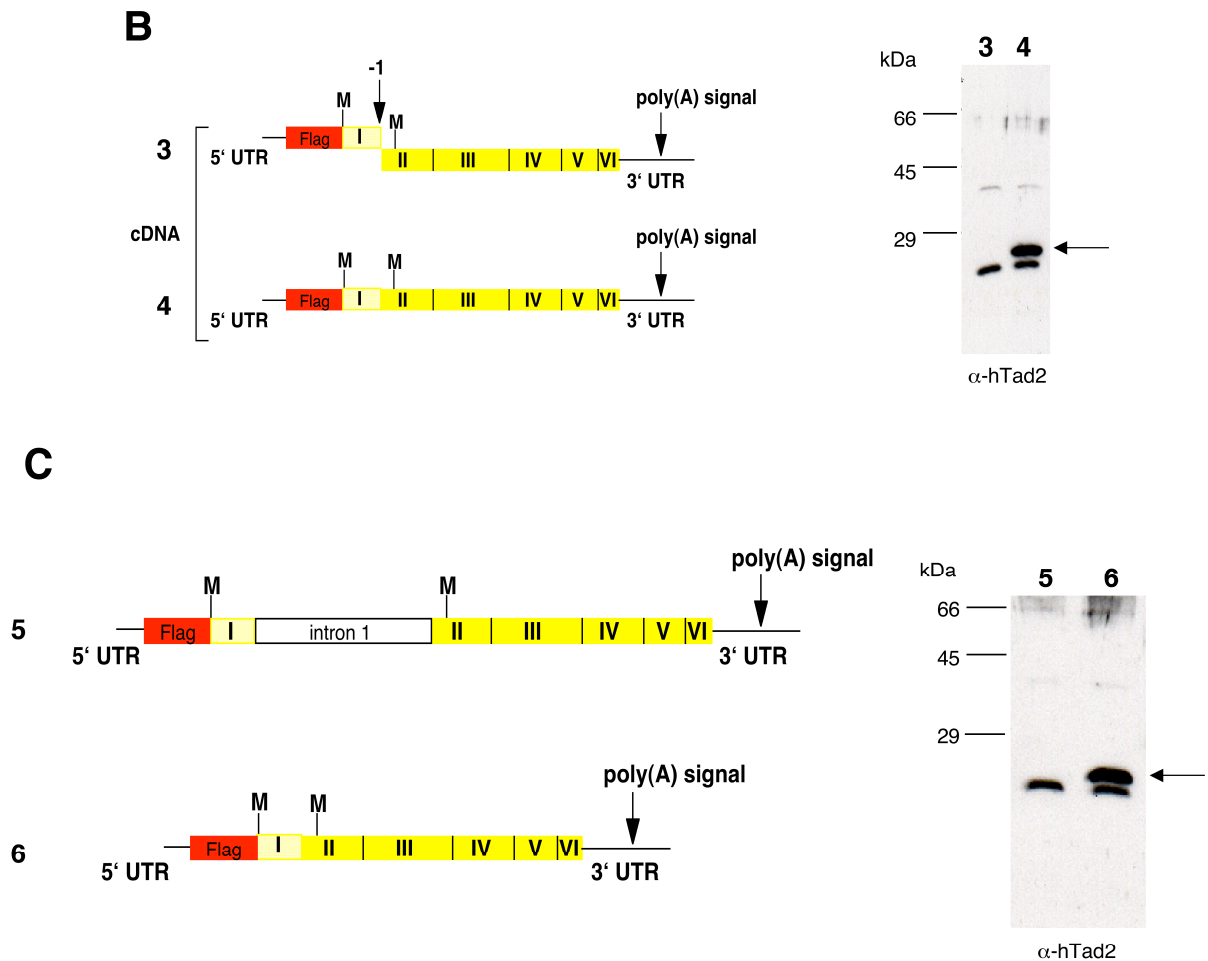 B
3 4
kDa
-1
poly(A) signal
M
M
66
3
Flag I
5‘ UTR
II III IV V VI
3‘ UTR
45
cDNA
29
poly(A) signal
M M
4
Flag I II III IV V VI
5‘ UTR
3‘ UTR
α-hTad2
C
poly(A) signal
kDa
5 6
M M
66
5
Flag I intron 1 II III IV V VI
5‘ UTR
3‘ UTR
45
29
poly(A) signal
M M
6
Flag I II III IV V VI
5‘ UTR
3‘ UTR
α-hTad2